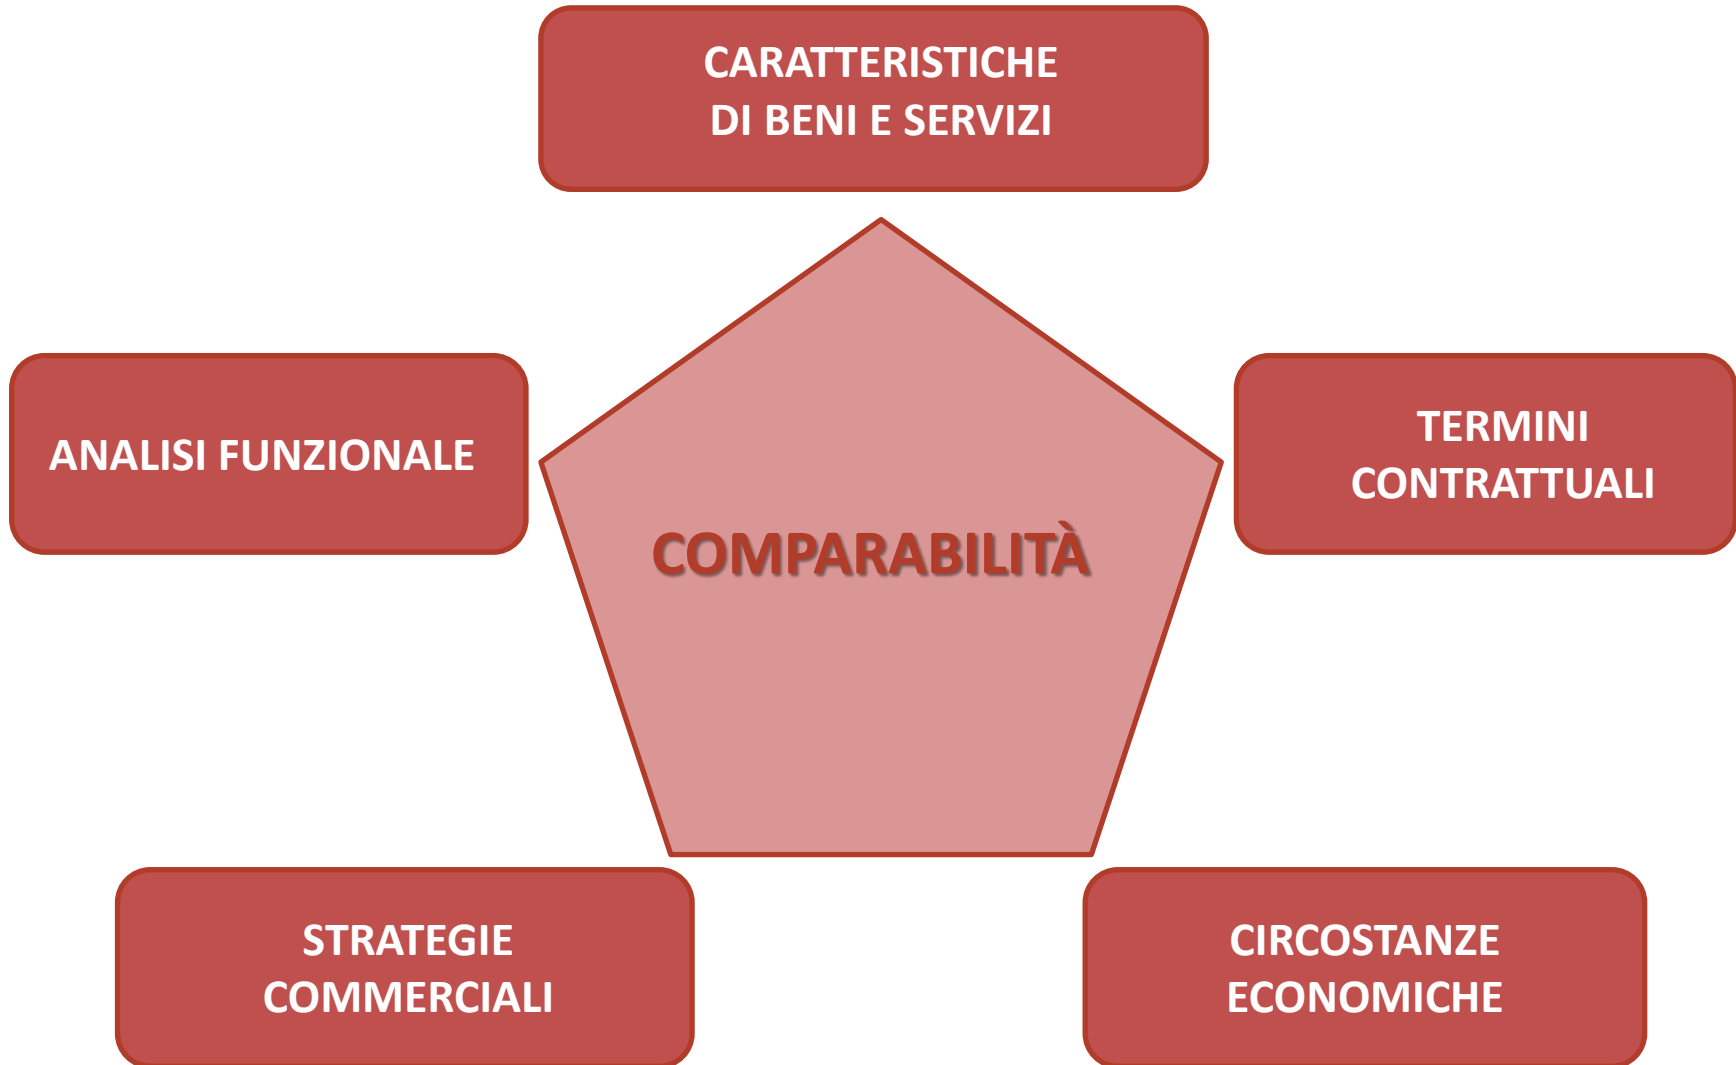 CARATTERISTICHE
DI BENI E SERVIZI
ANALISI FUNZIONALE
TERMINI
CONTRATTUALI
COMPARABILITÀ
STRATEGIE
COMMERCIALI
CIRCOSTANZE
ECONOMICHE